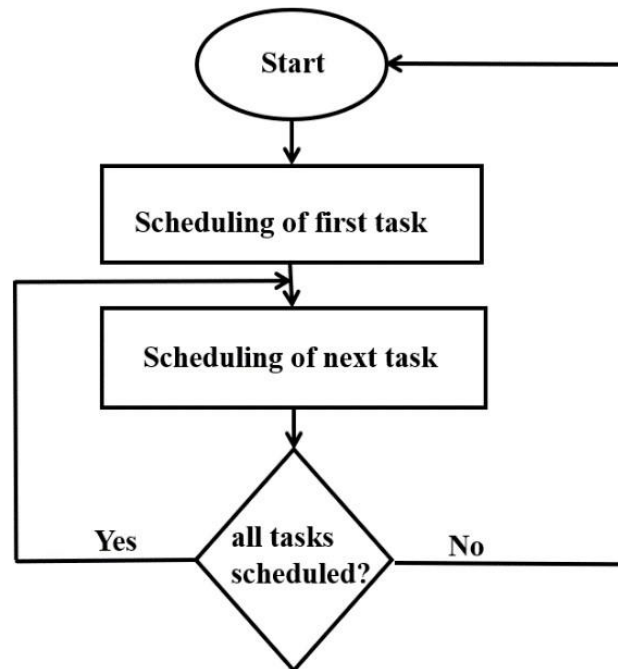 Start
Scheduling of first task
Scheduling of next task
all tasks
scheduled?
Yes
No